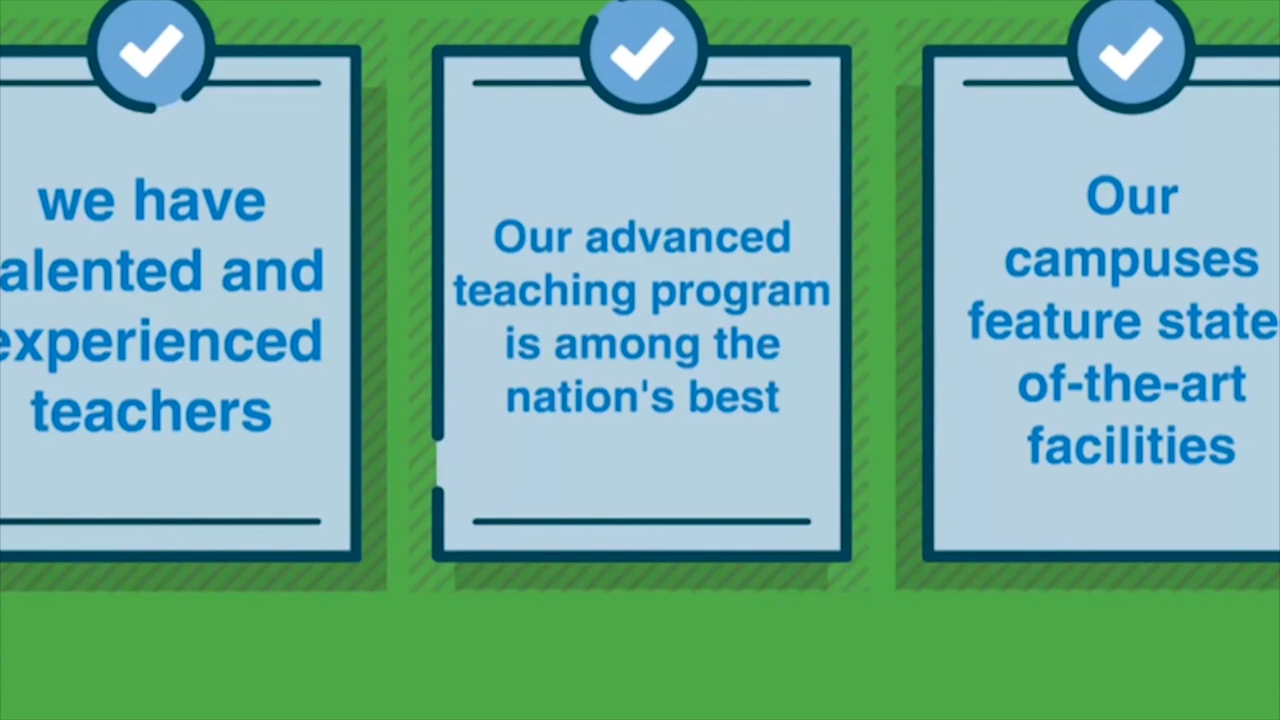 we have
alented and
experienced
teachers
Our advanced
teaching program
is among the
nation's best
Our
campuses
feature state
of-the-art
facilities